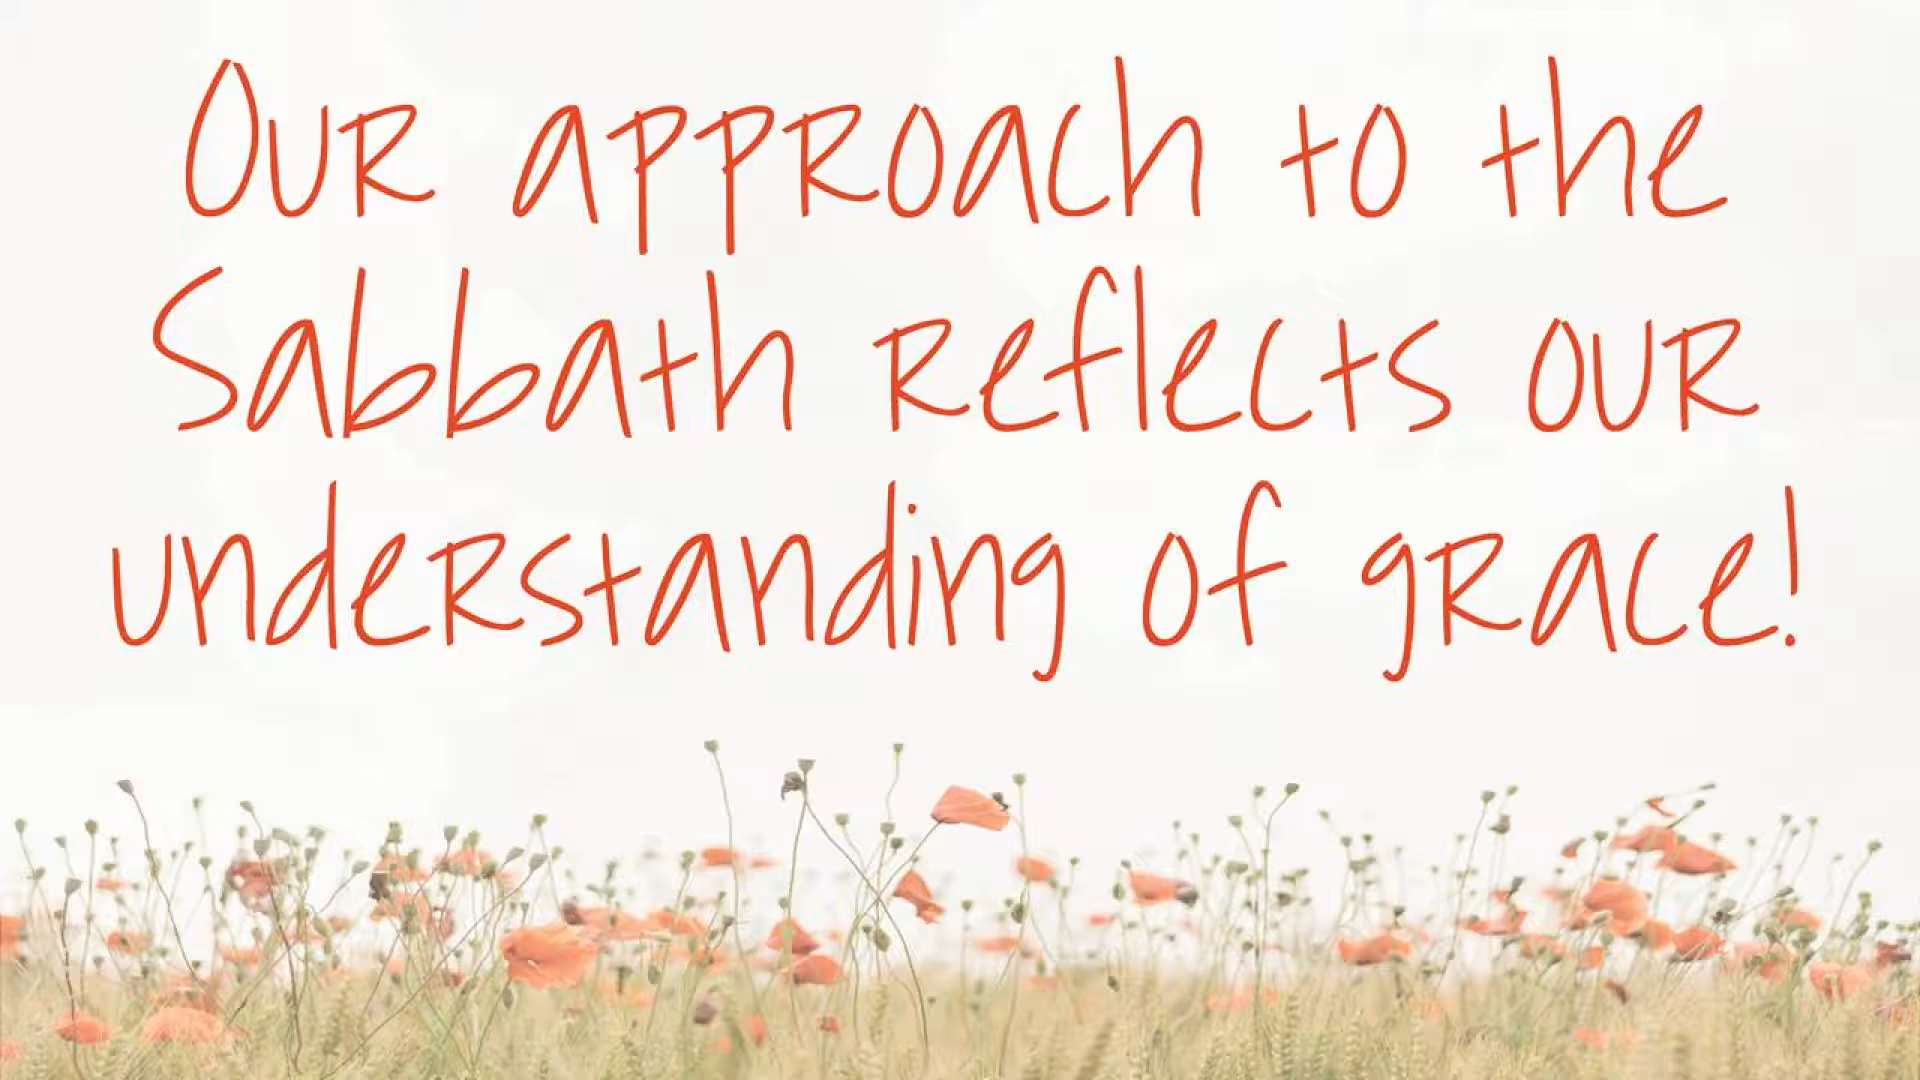 Our approach to the
Sabbath reflects our
understanding of grace!